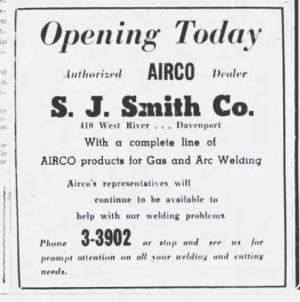 Opening Today
Authorized AIRCO Dealer
S. J. Smith Co.
410 West River . . . Davenport
With a complete line of
AIRCO products for Gas and Arc Welding
Airco's representatives will
continue to be available to
help with our welding problems
Phone 3-3902 or stop and see us for
prompt attention on all your welding and cutting
needs.